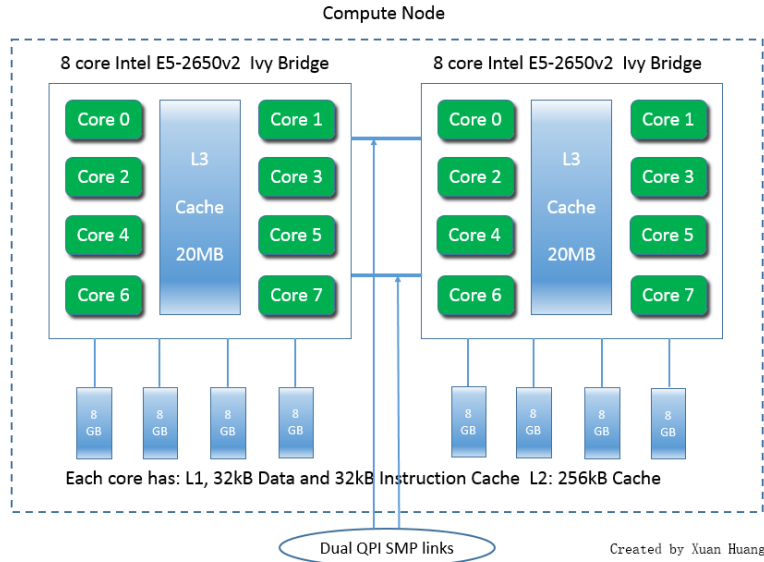 Compute Node
8 core Intel E5-2650v2 Ivy Bridge
8 core Intel E5-2650v2 Ivy Bridge
Core 0
Core 1
Core 2
Core 3
Core 4
Core 5
Core 6
Core 7
L3
Cache
20MB
Core 0
Core 1
Core 2
Core 3
Core 4
Core 5
Core 6
Core 7
L3
Cache
20MB
8
GB
8
GB
8
GB
8
GB
8
GB
8
GB
8
GB
8
GB
Each core has: L1, 32kB Data and 32kB Instruction Cache L2: 256kB Cache
Dual QPI SMP links
Created by Xuan Huang